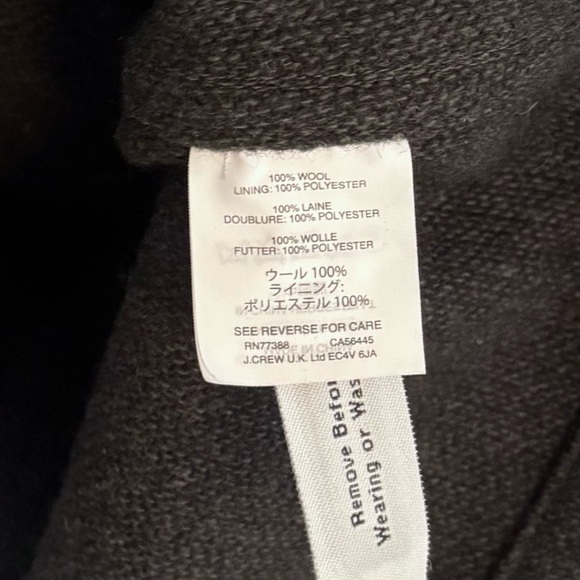 100% WOOL
LINING: 100% POLYESTER
100% LAINE
DOUBLURE: 100% POLYESTER
100% WOLLE
FUTTER: 100% POLYESTER
ウール 100%
ライニング:
ポリエステル 100%
SEE REVERSE FOR CARE
RN77388 CA56445
J.CREW U.K. Ltd EC4V 6JA
Remove Before
Wearing or